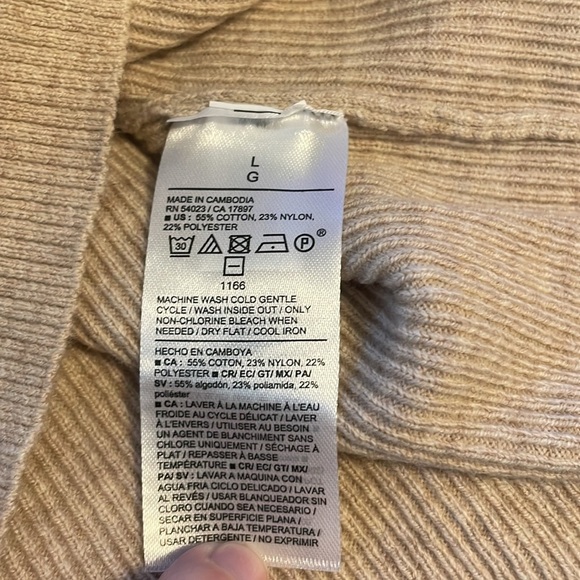 L
G
MADE IN CAMBODIA
RN 54023 / CA 17897
■ US : 55% COTTON, 23% NYLON,
22% POLYESTER
30 P ®
1166
MACHINE WASH COLD GENTLE
CYCLE / WASH INSIDE OUT / ONLY
NON-CHLORINE BLEACH WHEN
NEEDED / DRY FLAT / COOL IRON
HECHO EN CAMBOYA
■ CA : 55% COTON, 23% NYLON, 22%
POLYESTER ■ CR/ EC/ GT/ MX/ PA/
SV : 55% algodón, 23% poliamida, 22%
poliéster
■ CA : LAVER À LA MACHINE À L'EAU
FROIDE AU CYCLE DÉLICAT / LAVER
À L'ENVERS / UTILISER AU BESOIN
UN AGENT DE BLANCHIMENT SANS
CHLORE UNIQUEMENT / SÉCHAGE À
PLAT / REPASSER À BASSE
TEMPÉRATURE ■ CR/ EC/ GT/ MX/
PA/ SV : LAVAR A MAQUINA CON
AGUA FRIA CICLO DELICADO / LAVAR
AL REVÉS / USAR BLANQUEADOR SIN
CLORO CUANDO SEA NECESARIO /
SECAR EN SUPERFICIE PLANA /
PLANCHAR A BAJA TEMPERATURA /
USAR DETERGENTE / NO EXPRIMIR